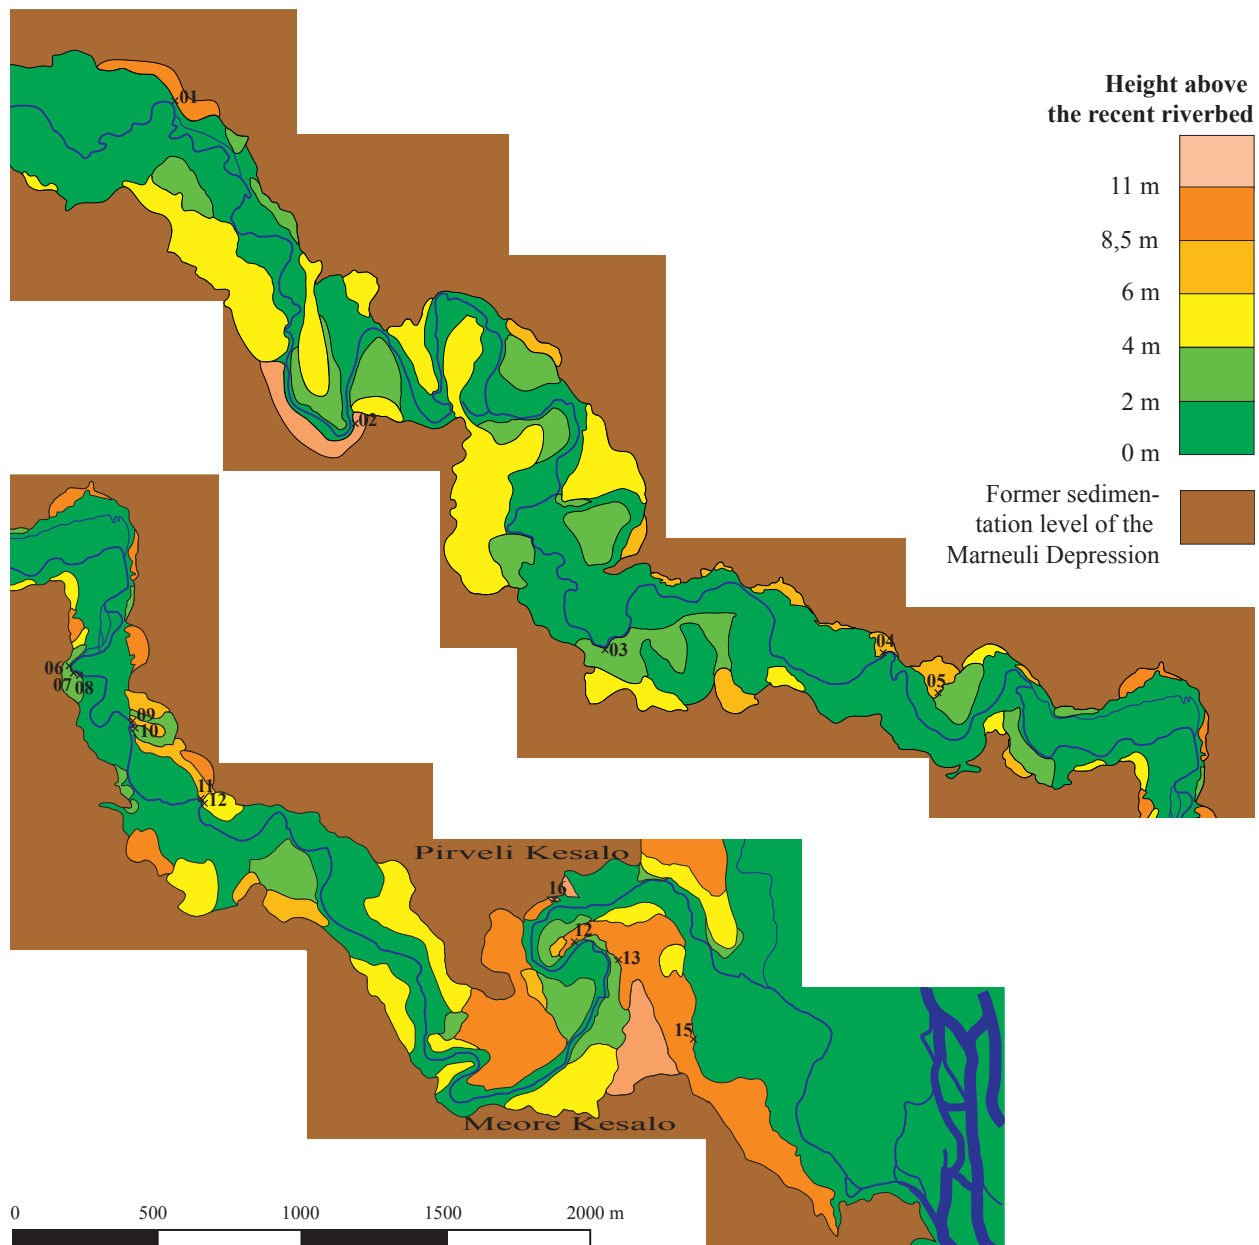 Height above
the recent riverbed
11 m
8,5 m
6 m
4 m
2 m
0 m
Former sedimen-
tation level of the
Marneuli Depression
01
02
03
04
05
06
07
08
09
10
11
12
Pirveli Kesalo
16
12
13
15
Meore Kesalo
0
500
1000
1500
2000 m